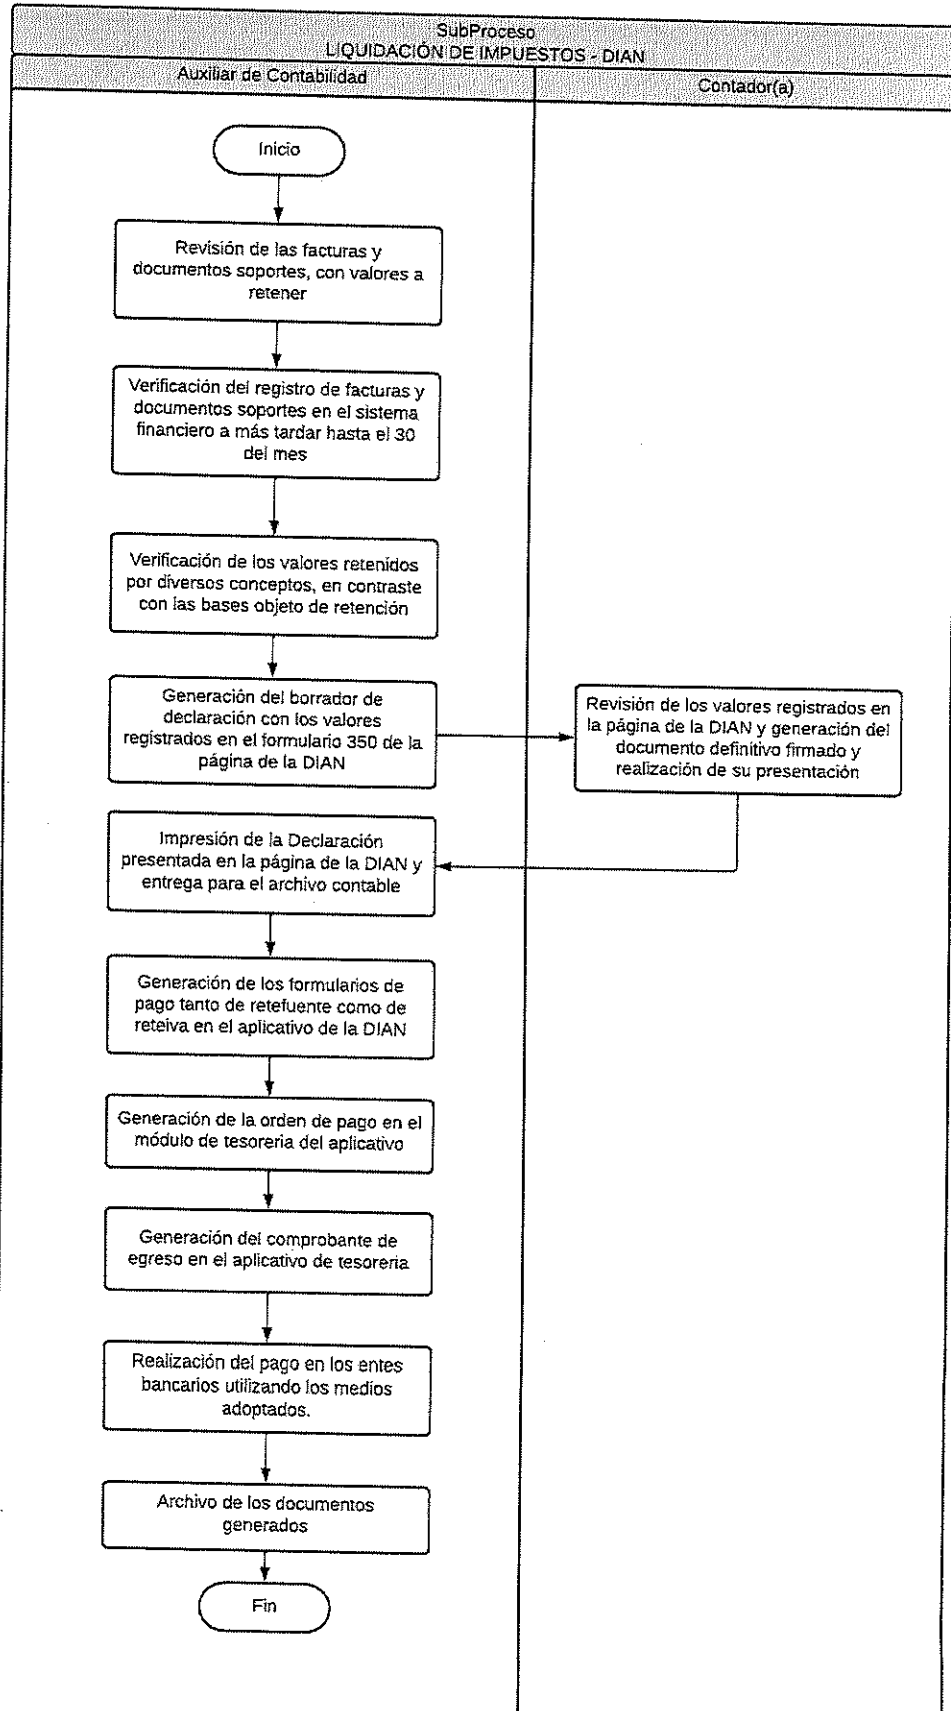 SubProceso
LIQUIDACIÓN DE IMPUESTOS - DIAN
Auxiliar de Contabilidad
Contador(a)
Inicio
Revisión de las facturas y
documentos soportes, con valores a
retener
Verificación del registro de facturas y
documentos soportes en el sistema
financiero a más tardar hasta el 30
del mes
Verificación de los valores retenidos
por diversos conceptos, en contraste
con las bases objeto de retención
Generación del borrador de
declaración con los valores
registrados en el formulario 350 de la
página de la DIAN
Revisión de los valores registrados en
la página de la DIAN y generación del
documento definitivo firmado y
realización de su presentación
Impresión de la Declaración
presentada en la página de la DIAN y
entrega para el archivo contable
Generación de los formularios de
pago tanto de retefuente como de
reteiva en el aplicativo de la DIAN
Generación de la orden de pago en el
módulo de tesoreria del aplicativo
Generación del comprobante de
egreso en el aplicativo de tesoreria
Realización del pago en los entes
bancarios utilizando los medios
adoptados.
Archivo de los documentos
generados
Fin